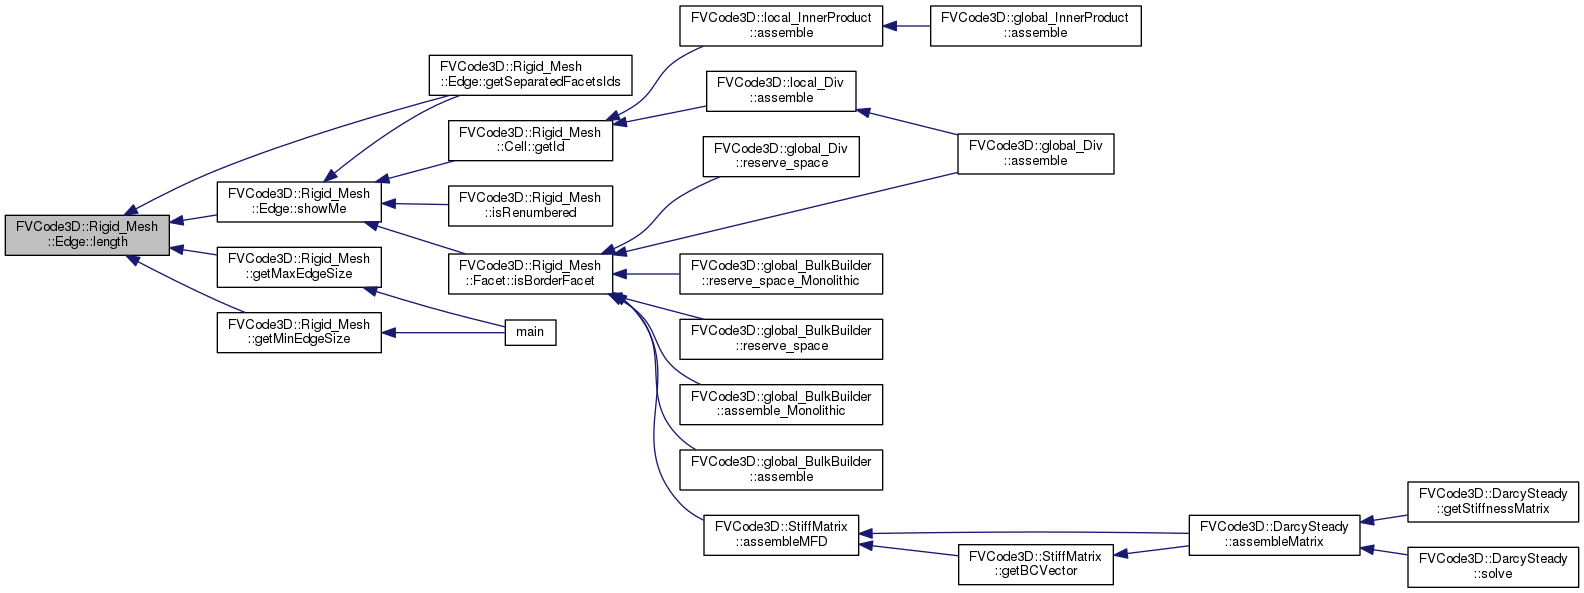 FVCode3D::Rigid_Mesh
::Edge::length
FVCode3D::Rigid_Mesh
::Edge::getSeparatedFacetsIds
FVCode3D::Rigid_Mesh
::Edge::showMe
FVCode3D::Rigid_Mesh
::getMaxEdgeSize
FVCode3D::Rigid_Mesh
::getMinEdgeSize
FVCode3D::Rigid_Mesh
::Cell::getId
FVCode3D::Rigid_Mesh
::isRenumbered
FVCode3D::Rigid_Mesh
::Facet::isBorderFacet
main
FVCode3D::local_InnerProduct
::assemble
FVCode3D::global_InnerProduct
::assemble
FVCode3D::local_Div
::assemble
FVCode3D::global_Div
::reserve_space
FVCode3D::global_Div
::assemble
FVCode3D::global_BulkBuilder
::reserve_space_Monolithic
FVCode3D::global_BulkBuilder
::reserve_space
FVCode3D::global_BulkBuilder
::assemble_Monolithic
FVCode3D::global_BulkBuilder
::assemble
FVCode3D::StiffMatrix
::assembleMFD
FVCode3D::StiffMatrix
::getBCVector
FVCode3D::DarcySteady
::assembleMatrix
FVCode3D::DarcySteady
::getStiffnessMatrix
FVCode3D::DarcySteady
::solve